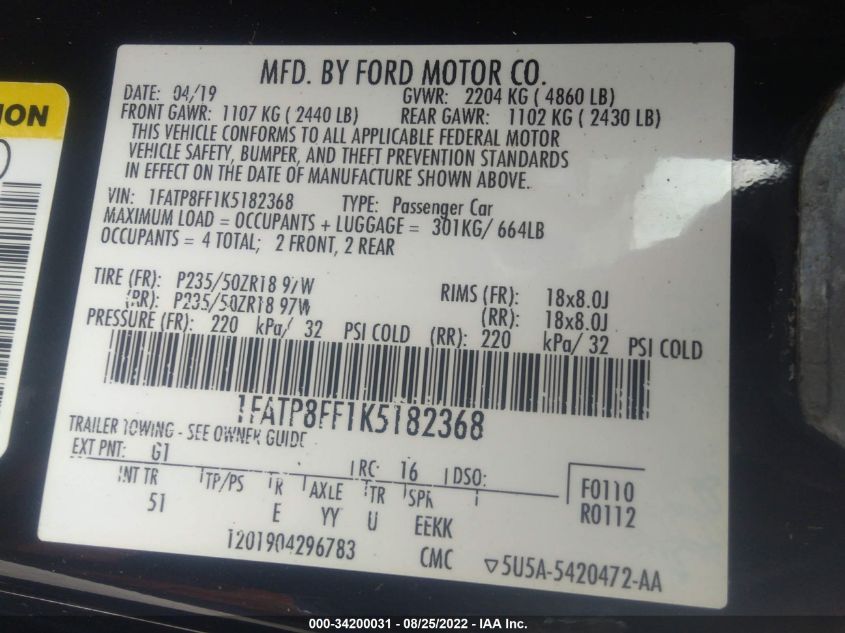 MFD. BY FORD MOTOR CO.
DATE: 04/19 GVWR: 2204 KG ( 4860 LB)
FRONT GAWR: 1107 KG ( 2440 LB) REAR GAWR: 1102 KG ( 2430 LB)
THIS VEHICLE CONFORMS TO ALL APPLICABLE FEDERAL MOTOR
VEHICLE SAFETY, BUMPER, AND THEFT PREVENTION STANDARDS
IN EFFECT ON THE DATE OF MANUFACTURE SHOWN ABOVE.
VIN: 1FATP8FF1K5182368 TYPE: Passenger Car
MAXIMUM LOAD = OCCUPANTS + LUGGAGE = 301KG/ 664LB
OCCUPANTS = 4 TOTAL; 2 FRONT, 2 REAR
TIRE (FR): P235/50ZR18 97W RIMS (FR): 18x8.0J
(RR): P235/50ZR18 97W (RR): 18x8.0J
PRESSURE (FR): 220 kPa/ 32 PSI COLD (RR): 220 kPa/ 32 PSI COLD
1FATP8FF1K5182368
TRAILER TOWING - SEE OWNER GUIDE
EXT PNT: G1 RC: 16 DSO:
INT TR TP/PS R AXLE TR SPR
51 E YY U EEKK
F0110
R0112
1201904296783 CMC ▽5U5A-5420472-AA
ION
000-34200031 - 08/25/2022 - IAA Inc.